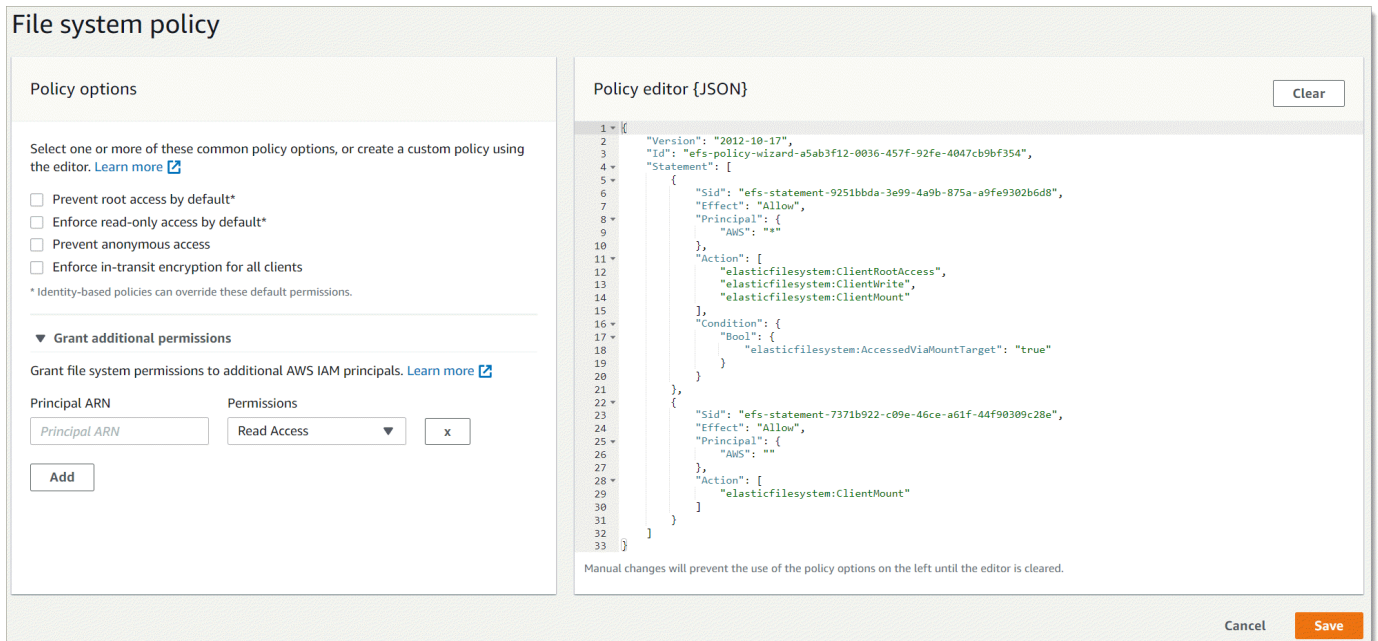 File system policy
Policy options
Select one or more of these common policy options, or create a custom policy using
the editor. Learn more
Prevent root access by default*
Enforce read-only access by default*
Prevent anonymous access
Enforce in-transit encryption for all clients
* Identity-based policies can override these default permissions.
Grant additional permissions
Grant file system permissions to additional AWS IAM principals. Learn more
Principal ARN Permissions
Principal ARN Read Access x
Add
Policy editor {JSON}
Clear
1 {
2 "Version": "2012-10-17",
3 "Id": "efs-policy-wizard-a5ab3f12-0036-457f-92fe-4047cb9bf354",
4 "Statement": [
5 {
6 "Sid": "efs-statement-9251bbda-3e99-4a9b-875a-a9fe9302b6d8",
7 "Effect": "Allow",
8 "Principal": {
9 "AWS": "*"
10 },
11 "Action": [
12 "elasticfilesystem:ClientRootAccess",
13 "elasticfilesystem:ClientWrite",
14 "elasticfilesystem:ClientMount"
15 ],
16 "Condition": {
17 "Bool": {
18 "elasticfilesystem:AccessedViaMountTarget": "true"
19 }
20 }
21 },
22 {
23 "Sid": "efs-statement-7371b922-c09e-46ce-a61f-44f90309c28e",
24 "Effect": "Allow",
25 "Principal": {
26 "AWS": ""
27 },
28 "Action": [
29 "elasticfilesystem:ClientMount"
30 ]
31 }
32 ]
33 }
Manual changes will prevent the use of the policy options on the left until the editor is cleared.
Cancel Save